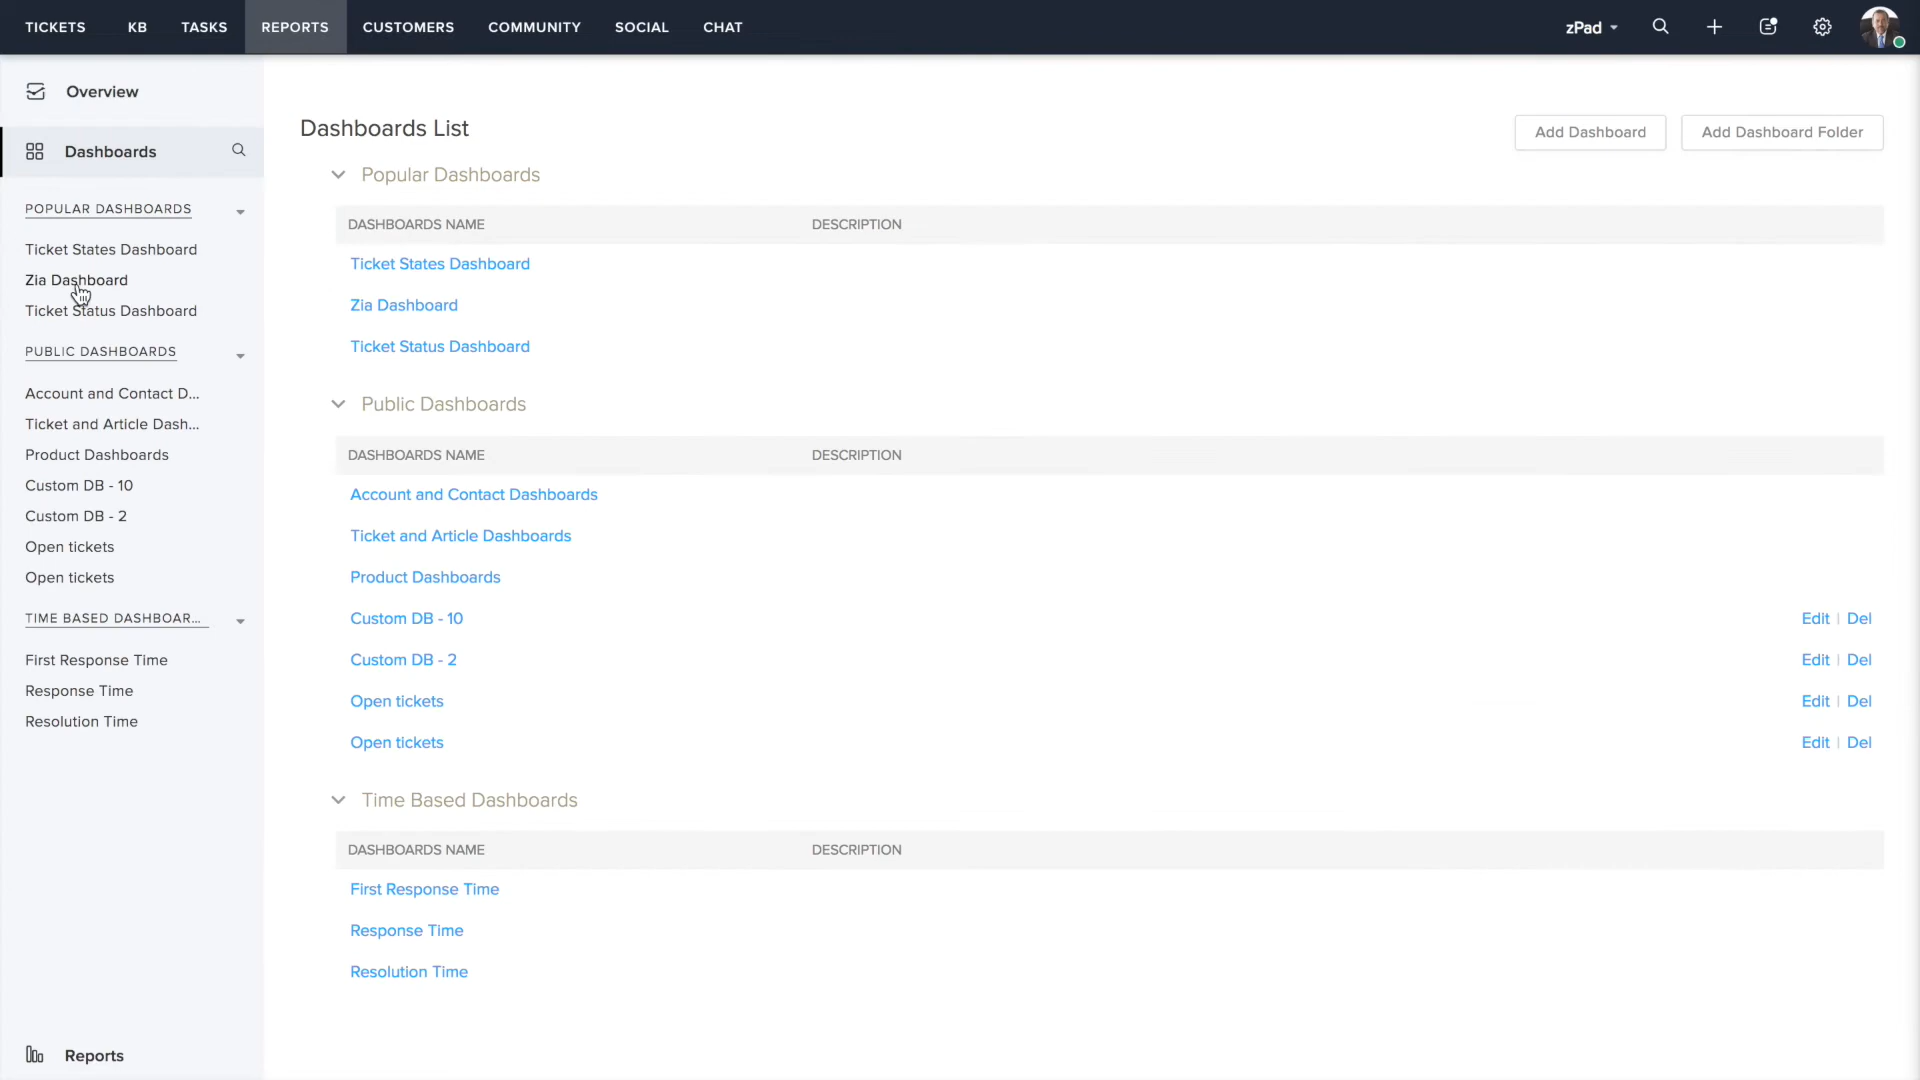 TICKETS KB TASKS REPORTS CUSTOMERS COMMUNITY SOCIAL CHAT zPad
Overview
Dashboards
POPULAR DASHBOARDS
Ticket States Dashboard
Zia Dashboard
Ticket Status Dashboard
PUBLIC DASHBOARDS
Account and Contact D...
Ticket and Article Dash...
Product Dashboards
Custom DB - 10
Custom DB - 2
Open tickets
Open tickets
TIME BASED DASHBOAR...
First Response Time
Response Time
Resolution Time
Reports
Dashboards List
Add Dashboard Add Dashboard Folder
Popular Dashboards
DASHBOARDS NAME DESCRIPTION
Ticket States Dashboard
Zia Dashboard
Ticket Status Dashboard
Public Dashboards
DASHBOARDS NAME DESCRIPTION
Account and Contact Dashboards
Ticket and Article Dashboards
Product Dashboards
Custom DB - 10 Edit | Del
Custom DB - 2 Edit | Del
Open tickets Edit | Del
Open tickets Edit | Del
Time Based Dashboards
DASHBOARDS NAME DESCRIPTION
First Response Time
Response Time
Resolution Time